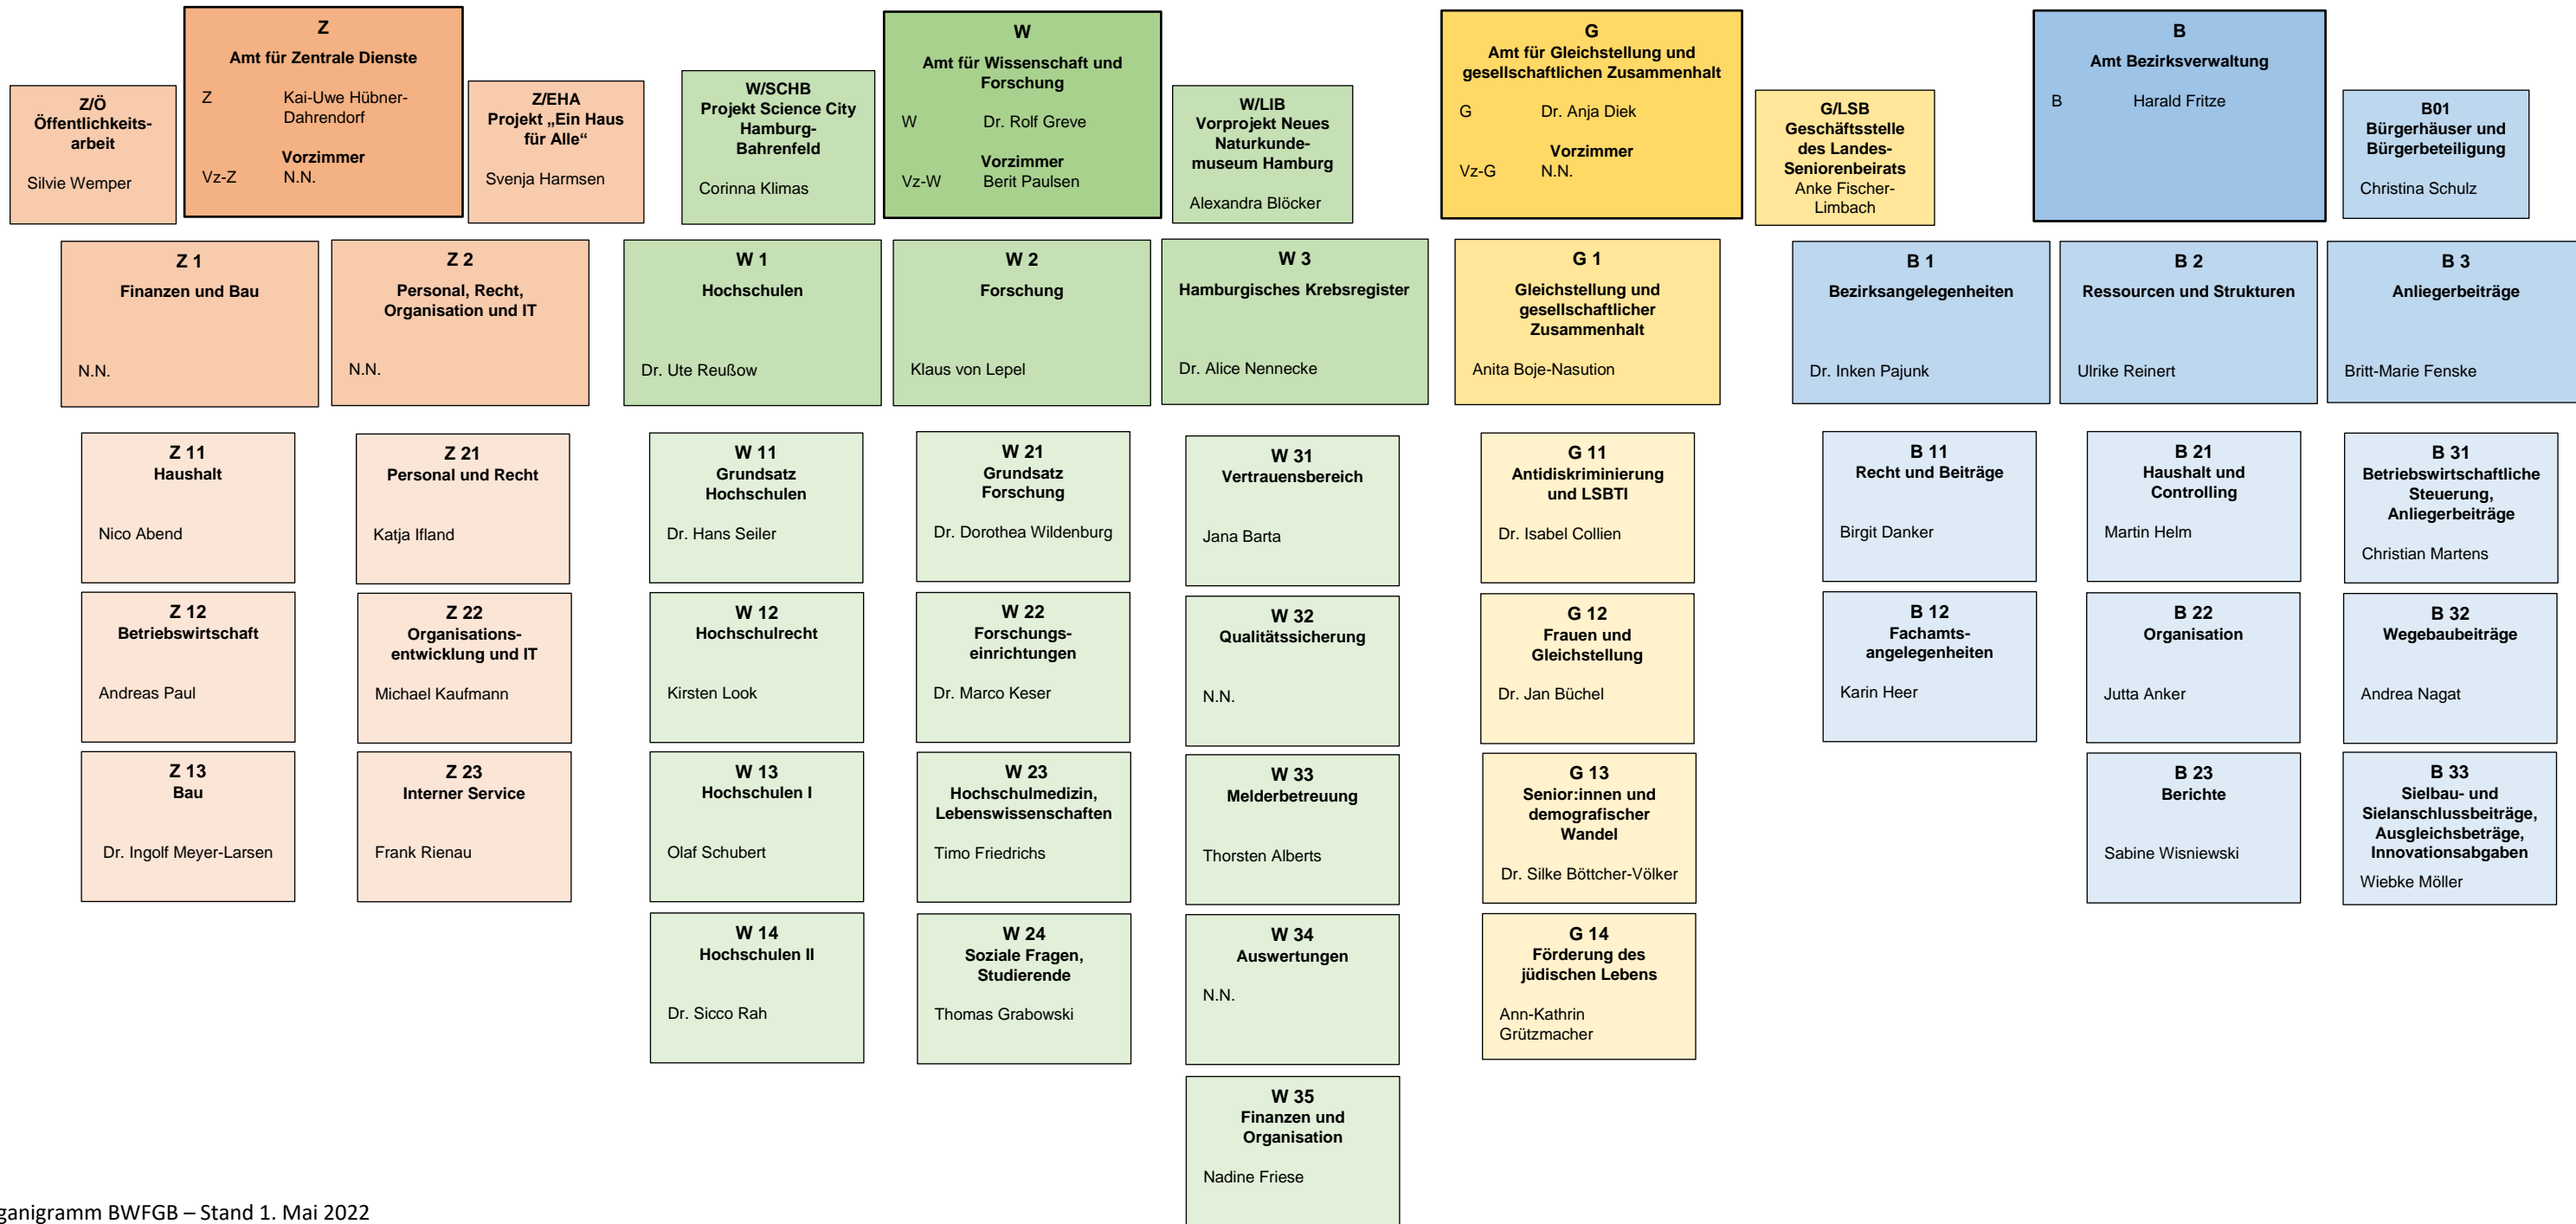 Z/Ö
Öffentlichkeits-
arbeit
Silvie Wemper
Z
Amt für Zentrale Dienste
Z Kai-Uwe Hübner-
Dahrendorf
Vorzimmer
Vz-Z N.N.
Z/EHA
Projekt „Ein Haus
für Alle“
Svenja Harmsen
W/SCHB
Projekt Science City
Hamburg-
Bahrenfeld
Corinna Klimas
W
Amt für Wissenschaft und
Forschung
W Dr. Rolf Greve
Vorzimmer
Vz-W Berit Paulsen
W/LIB
Vorprojekt Neues
Naturkunde-
museum Hamburg
Alexandra Blöcker
G
Amt für Gleichstellung und
gesellschaftlichen Zusammenhalt
G Dr. Anja Diek
Vorzimmer
Vz-G N.N.
G/LSB
Geschäftsstelle
des Landes-
Seniorenbeirats
Anke Fischer-
Limbach
B
Amt Bezirksverwaltung
B Harald Fritze
B01
Bürgerhäuser und
Bürgerbeteiligung
Christina Schulz
Z 1
Finanzen und Bau
N.N.
Z 2
Personal, Recht,
Organisation und IT
N.N.
W 1
Hochschulen
Dr. Ute Reußow
W 2
Forschung
Klaus von Lepel
W 3
Hamburgisches Krebsregister
Dr. Alice Nennecke
G 1
Gleichstellung und
gesellschaftlicher
Zusammenhalt
Anita Boje-Nasution
B 1
Bezirksangelegenheiten
Dr. Inken Pajunk
B 2
Ressourcen und Strukturen
Ulrike Reinert
B 3
Anliegerbeiträge
Britt-Marie Fenske
Z 11
Haushalt
Nico Abend
Z 21
Personal und Recht
Katja Ifland
W 11
Grundsatz
Hochschulen
Dr. Hans Seiler
W 21
Grundsatz
Forschung
Dr. Dorothea Wildenburg
W 31
Vertrauensbereich
Jana Barta
G 11
Antidiskriminierung
und LSBTI
Dr. Isabel Collien
B 11
Recht und Beiträge
Birgit Danker
B 21
Haushalt und
Controlling
Martin Helm
B 31
Betriebswirtschaftliche
Steuerung,
Anliegerbeiträge
Christian Martens
Z 12
Betriebswirtschaft
Andreas Paul
Z 22
Organisations-
entwicklung und IT
Michael Kaufmann
W 12
Hochschulrecht
Kirsten Look
W 22
Forschungs-
einrichtungen
Dr. Marco Keser
W 32
Qualitätssicherung
N.N.
G 12
Frauen und
Gleichstellung
Dr. Jan Büchel
B 12
Fachamts-
angelegenheiten
Karin Heer
B 22
Organisation
Jutta Anker
B 32
Wegebaubeiträge
Andrea Nagat
Z 13
Bau
Dr. Ingolf Meyer-Larsen
Z 23
Interner Service
Frank Rienau
W 13
Hochschulen I
Olaf Schubert
W 23
Hochschulmedizin,
Lebenswissenschaften
Timo Friedrichs
W 33
Melderbetreuung
Thorsten Alberts
G 13
Senior:innen und
demografischer
Wandel
Dr. Silke Böttcher-Völker
B 23
Berichte
Sabine Wisniewski
B 33
Sielbau- und
Sielanschlussbeiträge,
Ausgleichsbeträge,
Innovationsabgaben
Wiebke Möller
W 14
Hochschulen II
Dr. Sicco Rah
W 24
Soziale Fragen,
Studierende
Thomas Grabowski
W 34
Auswertungen
N.N.
G 14
Förderung des
jüdischen Lebens
Ann-Kathrin
Grützmacher
W 35
Finanzen und
Organisation
Nadine Friese
ganigramm BWFGB – Stand 1. Mai 2022